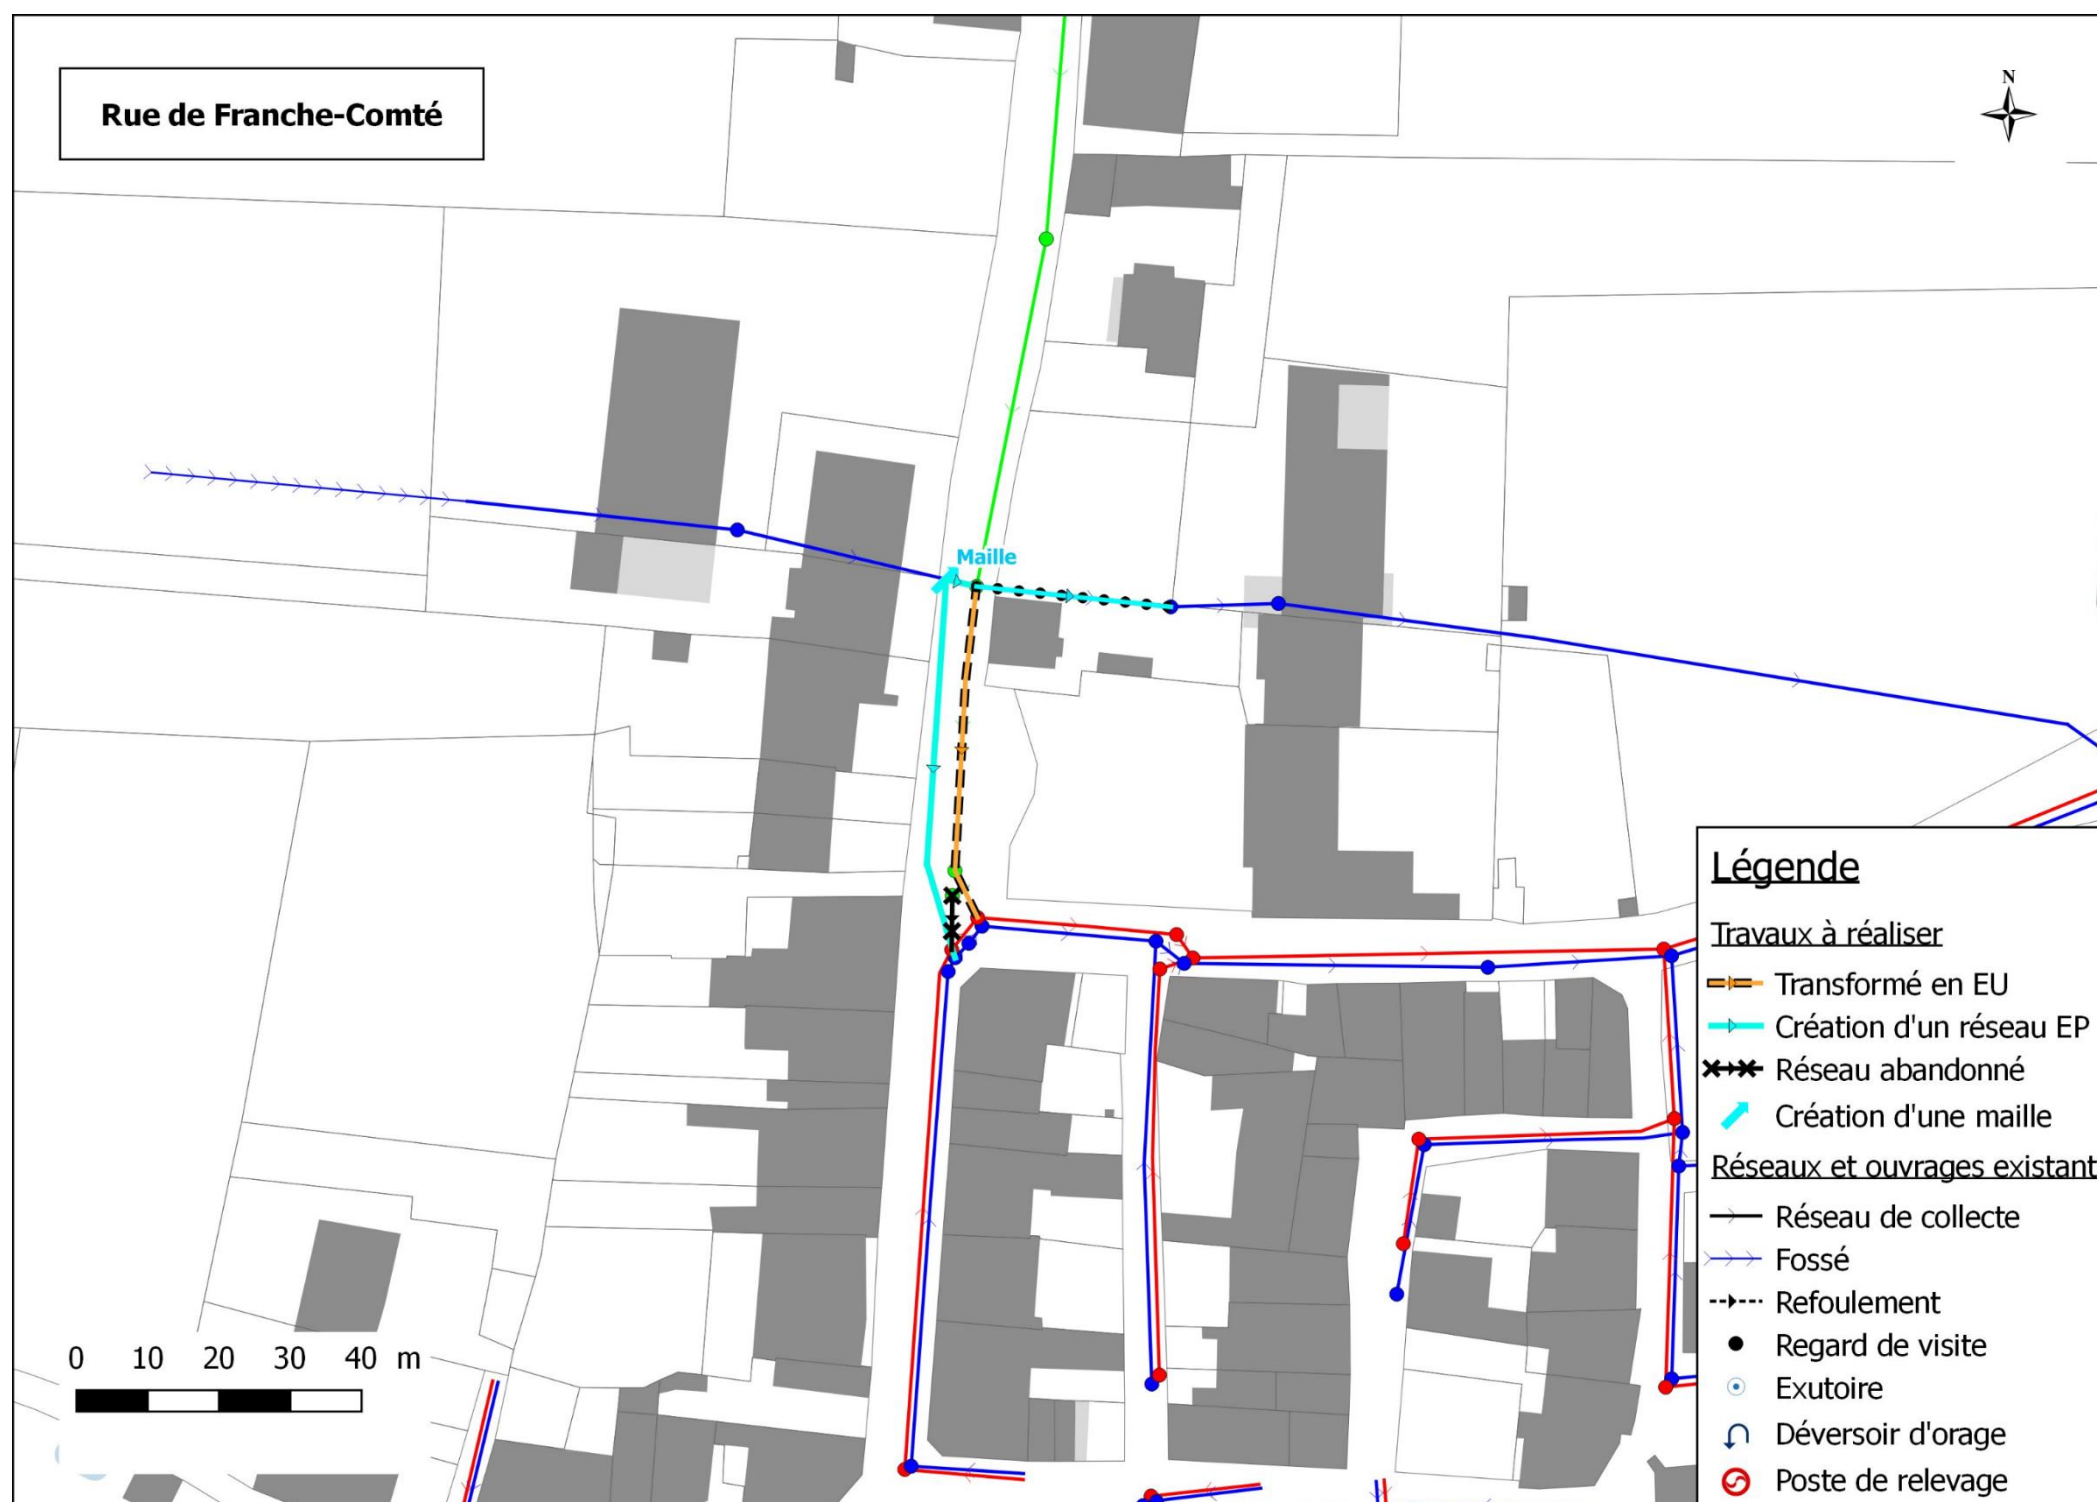 Rue de Franche-Comté
N
Maille
Légende
Travaux à réaliser
Transformé en EU
Création d'un réseau EP
Réseau abandonné
Création d'une maille
Réseaux et ouvrages existant
Réseau de collecte
Fossé
Refoulement
Regard de visite
Exutoire
Déversoir d'orage
Poste de relevage
0 10 20 30 40 m